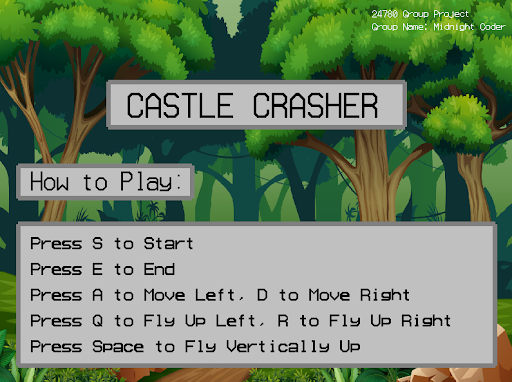 24780 Group Project
Group Name: Midnight Coder
CASTLE CRASHER
How to Play:
Press S to Start
Press E to End
Press A to Move Left, D to Move Right
Press Q to Fly Up Left, R to Fly Up Right
Press Space to Fly Vertically Up